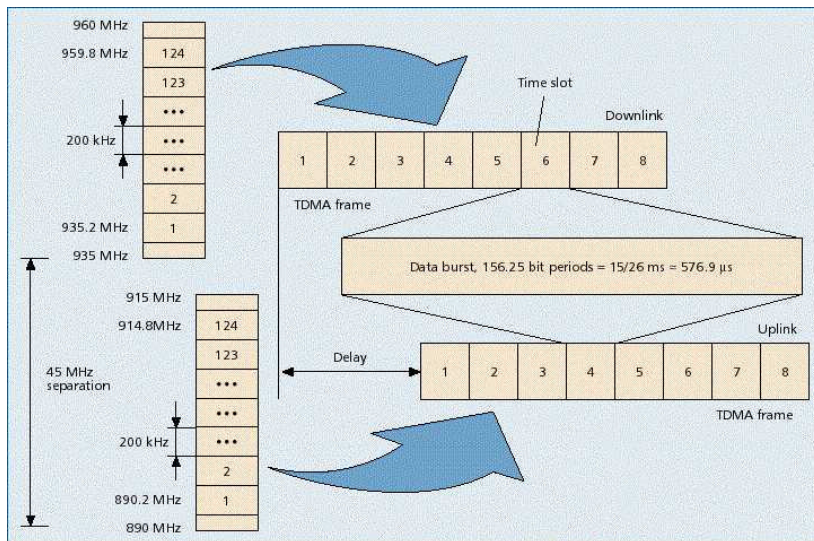 960 MHz
959.8 MHz
124
123
•••
200 kHz
•••
•••
2
935.2 MHz
1
935 MHz
Time slot
Downlink
1 2 3 4 5 6 7 8
TDMA frame
Data burst, 156.25 bit periods = 15/26 ms = 576.9 µs
45 MHz
separation
915 MHz
914.8MHz
124
123
•••
•••
200 kHz
•••
2
890.2 MHz
1
890 MHz
Delay
Uplink
1 2 3 4 5 6 7 8
TDMA frame